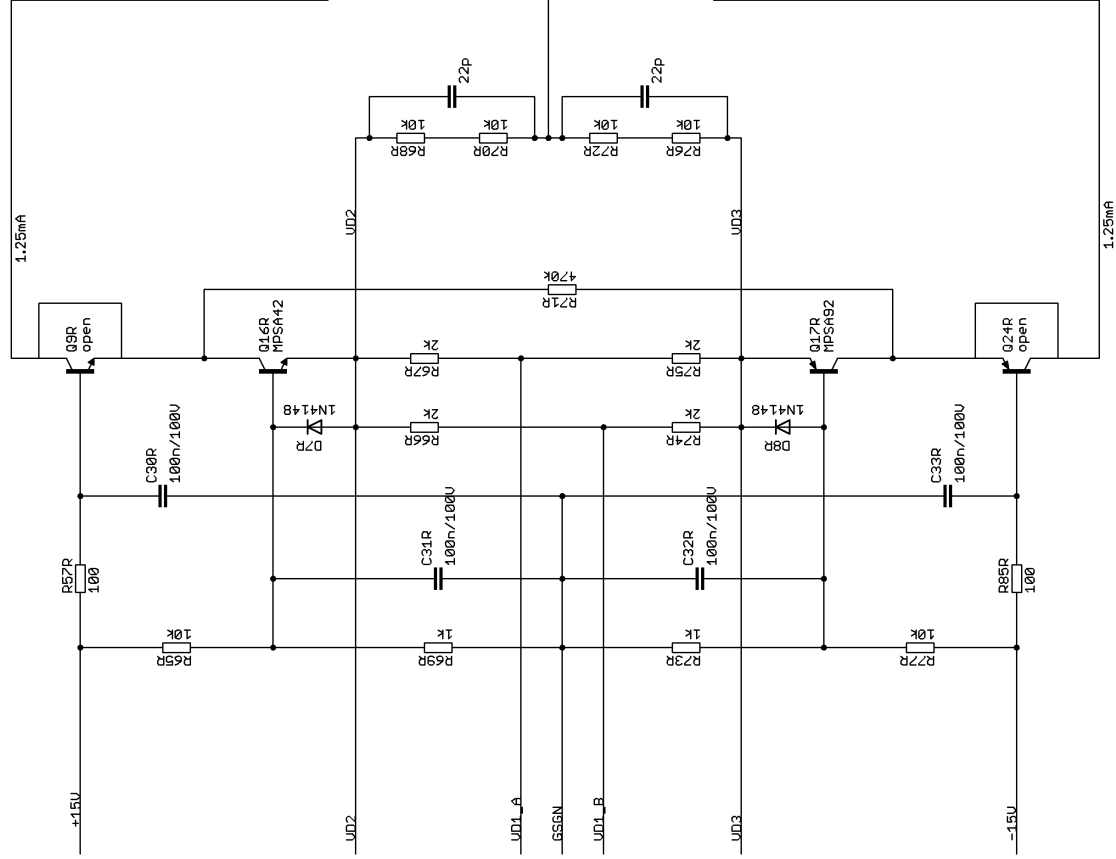 22p
22p
10k
R68R
10k
R70R
10k
R72R
10k
R76R
VD2
VD3
1.25mA
1.25mA
470k
R71R
Q9R
open
Q16R
MPSA42
Q17R
MPSA92
Q24R
open
2k
R67R
2k
R75R
1N4148
D7R
2k
R66R
2k
R74R
1N4148
D8R
C30R
100n/100V
C33R
100n/100V
C31R
100n/100V
C32R
100n/100V
R57R
100
R85R
100
10k
R65R
1k
R69R
1k
R73R
10k
R77R
+15V
VD2
VD1_A
GSGN
VD1_B
VD3
-15V